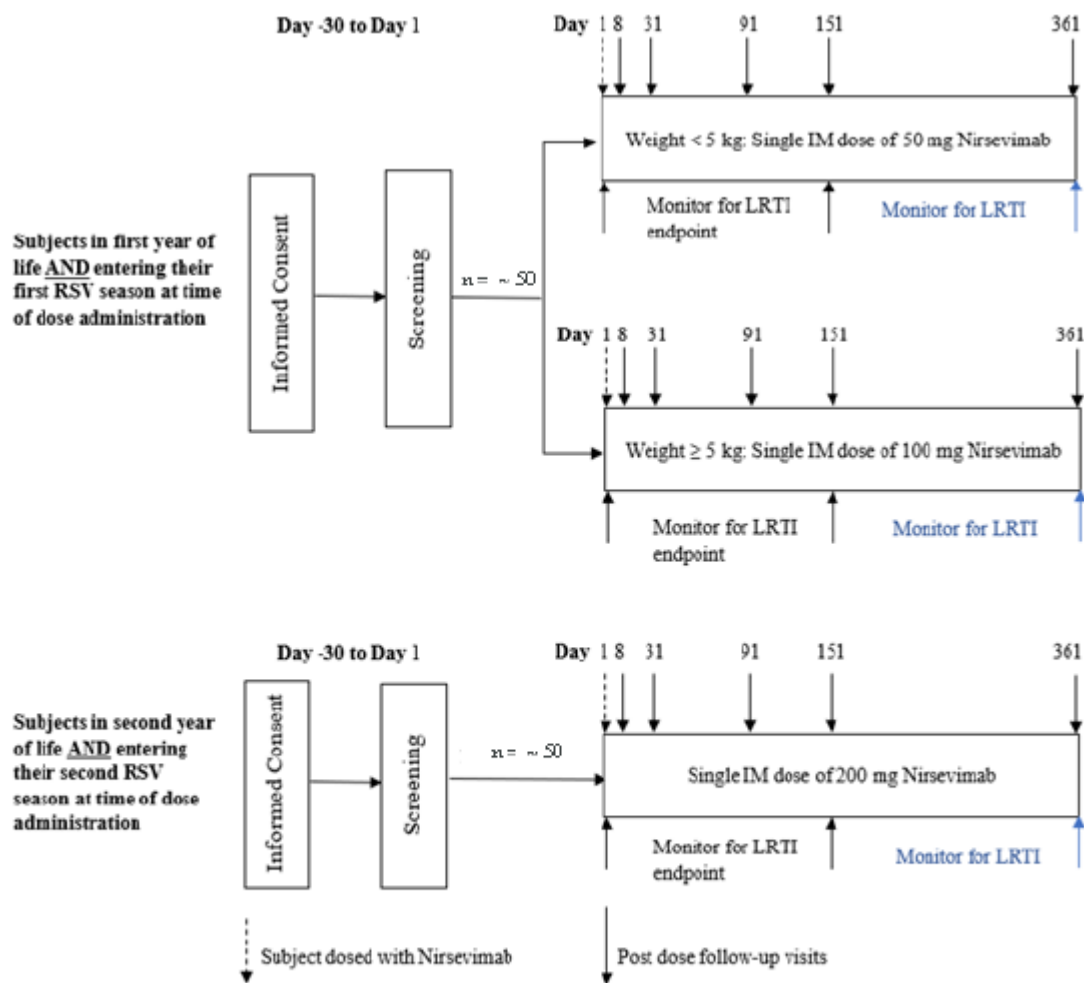 Day -30 to Day 1
Day 1 8 31 91 151 361
Weight < 5 kg: Single IM dose of 50 mg Nirsevimab
Monitor for LRTI
endpoint
Monitor for LRTI
Subjects in first year of
life AND entering their
first RSV season at time
of dose administration
Informed Consent
Screening
n = ~ 50
Day 1 8 31 91 151 361
Weight ≥ 5 kg: Single IM dose of 100 mg Nirsevimab
Monitor for LRTI
endpoint
Monitor for LRTI
Day -30 to Day 1
Day 1 8 31 91 151 361
Subjects in second year
of life AND entering
their second RSV
season at time of dose
administration
Informed Consent
Screening
n = ~ 50
Single IM dose of 200 mg Nirsevimab
Monitor for LRTI
endpoint
Monitor for LRTI
Subject dosed with Nirsevimab
Post dose follow-up visits